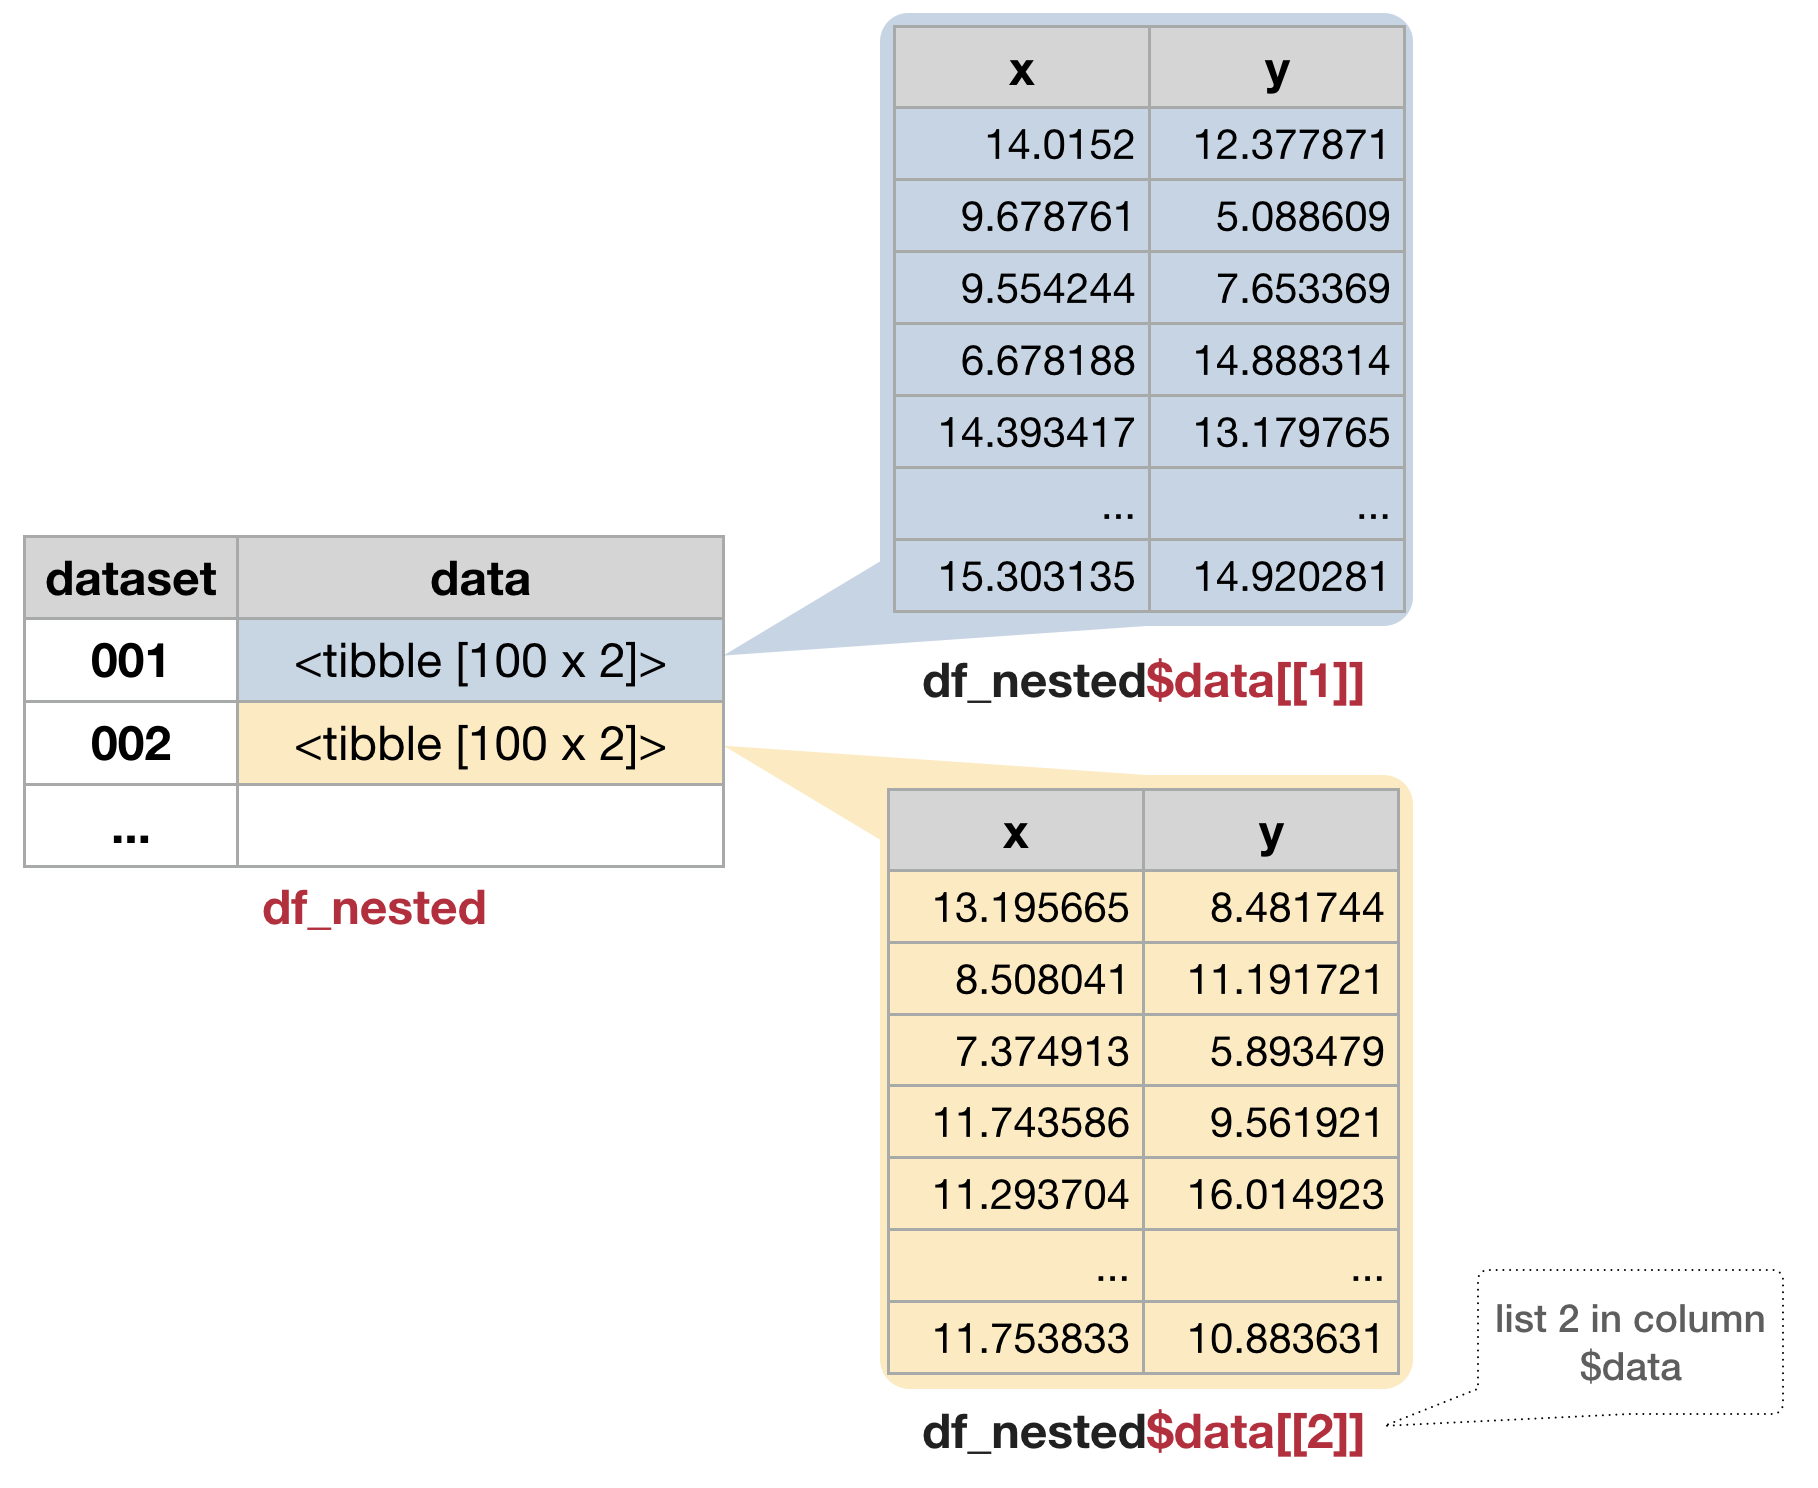 x y
14.0152 12.377871
9.678761 5.088609
9.554244 7.653369
6.678188 14.888314
14.393417 13.179765
... ...
15.303135 14.920281
df_nested$data[[1]]
dataset data
001 <tibble [100 x 2]>
002 <tibble [100 x 2]>
...
df_nested
x y
13.195665 8.481744
8.508041 11.191721
7.374913 5.893479
11.743586 9.561921
11.293704 16.014923
... ...
11.753833 10.883631
df_nested$data[[2]]
list 2 in column
$data